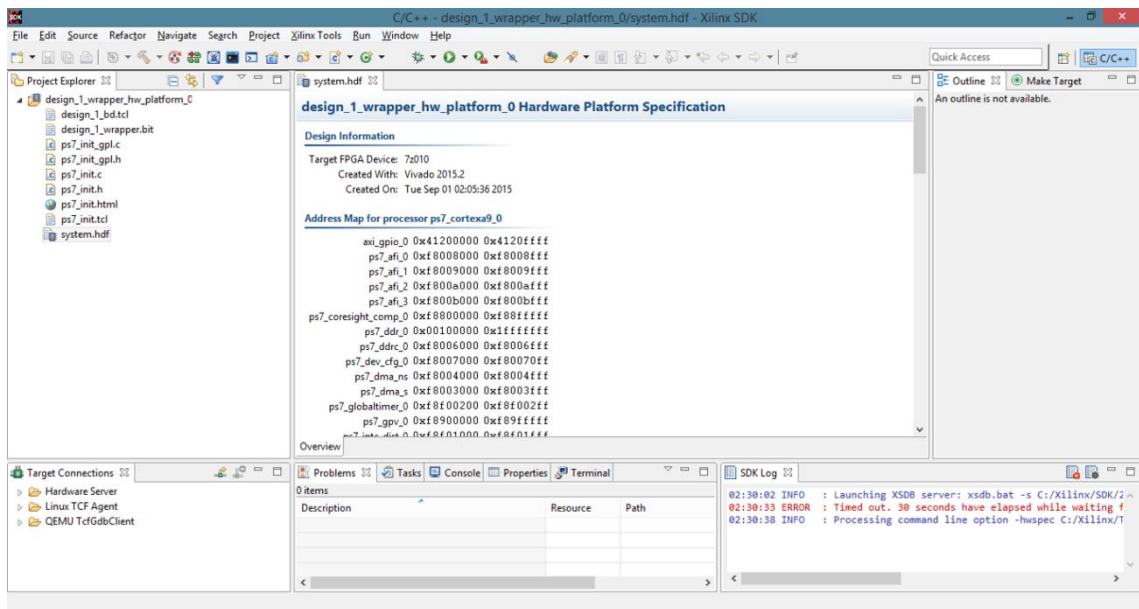 SDK
C/C++ - design_1_wrapper_hw_platform_0/system.hdf - Xilinx SDK
File Edit Source Refactor Navigate Search Project Xilinx Tools Run Window Help
Quick Access
C/C++
Project Explorer
design_1_wrapper_hw_platform_0
design_1_bd.tcl
design_1_wrapper.bit
ps7_init_gpl.c
ps7_init_gpl.h
ps7_init.c
ps7_init.h
ps7_init.html
ps7_init.tcl
system.hdf
system.hdf
design_1_wrapper_hw_platform_0 Hardware Platform Specification
Design Information
Target FPGA Device: 7z010
Created With: Vivado 2015.2
Created On: Tue Sep 01 02:05:36 2015
Address Map for processor ps7_cortexa9_0
axi_gpio_0 0x41200000 0x4120ffff
ps7_afi_0 0xf8008000 0xf8008fff
ps7_afi_1 0xf8009000 0xf8009fff
ps7_afi_2 0xf800a000 0xf800afff
ps7_afi_3 0xf800b000 0xf800bfff
ps7_coresight_comp_0 0xf8800000 0xf88fffff
ps7_ddr_0 0x00100000 0x1fffffff
ps7_ddrc_0 0xf8006000 0xf8006fff
ps7_dev_cfg_0 0xf8007000 0xf80070ff
ps7_dma_ns 0xf8004000 0xf8004fff
ps7_dma_s 0xf8003000 0xf8003fff
ps7_globaltimer_0 0xf8f00200 0xf8f002ff
ps7_gpv_0 0xf8900000 0xf89fffff
ps7_intc_dist_0 0xf8f01000 0xf8f01fff
Overview
Outline Make Target
An outline is not available.
Target Connections
Hardware Server
Linux TCF Agent
QEMU TcfGdbClient
Problems Tasks Console Properties Terminal
0 items
Description Resource Path
SDK Log
02:30:02 INFO : Launching XSDB server: xsdb.bat -s C:/Xilinx/SDK/2
02:30:33 ERROR : Timed out. 30 seconds have elapsed while waiting f
02:30:38 INFO : Processing command line option -hwspec C:/Xilinx/T